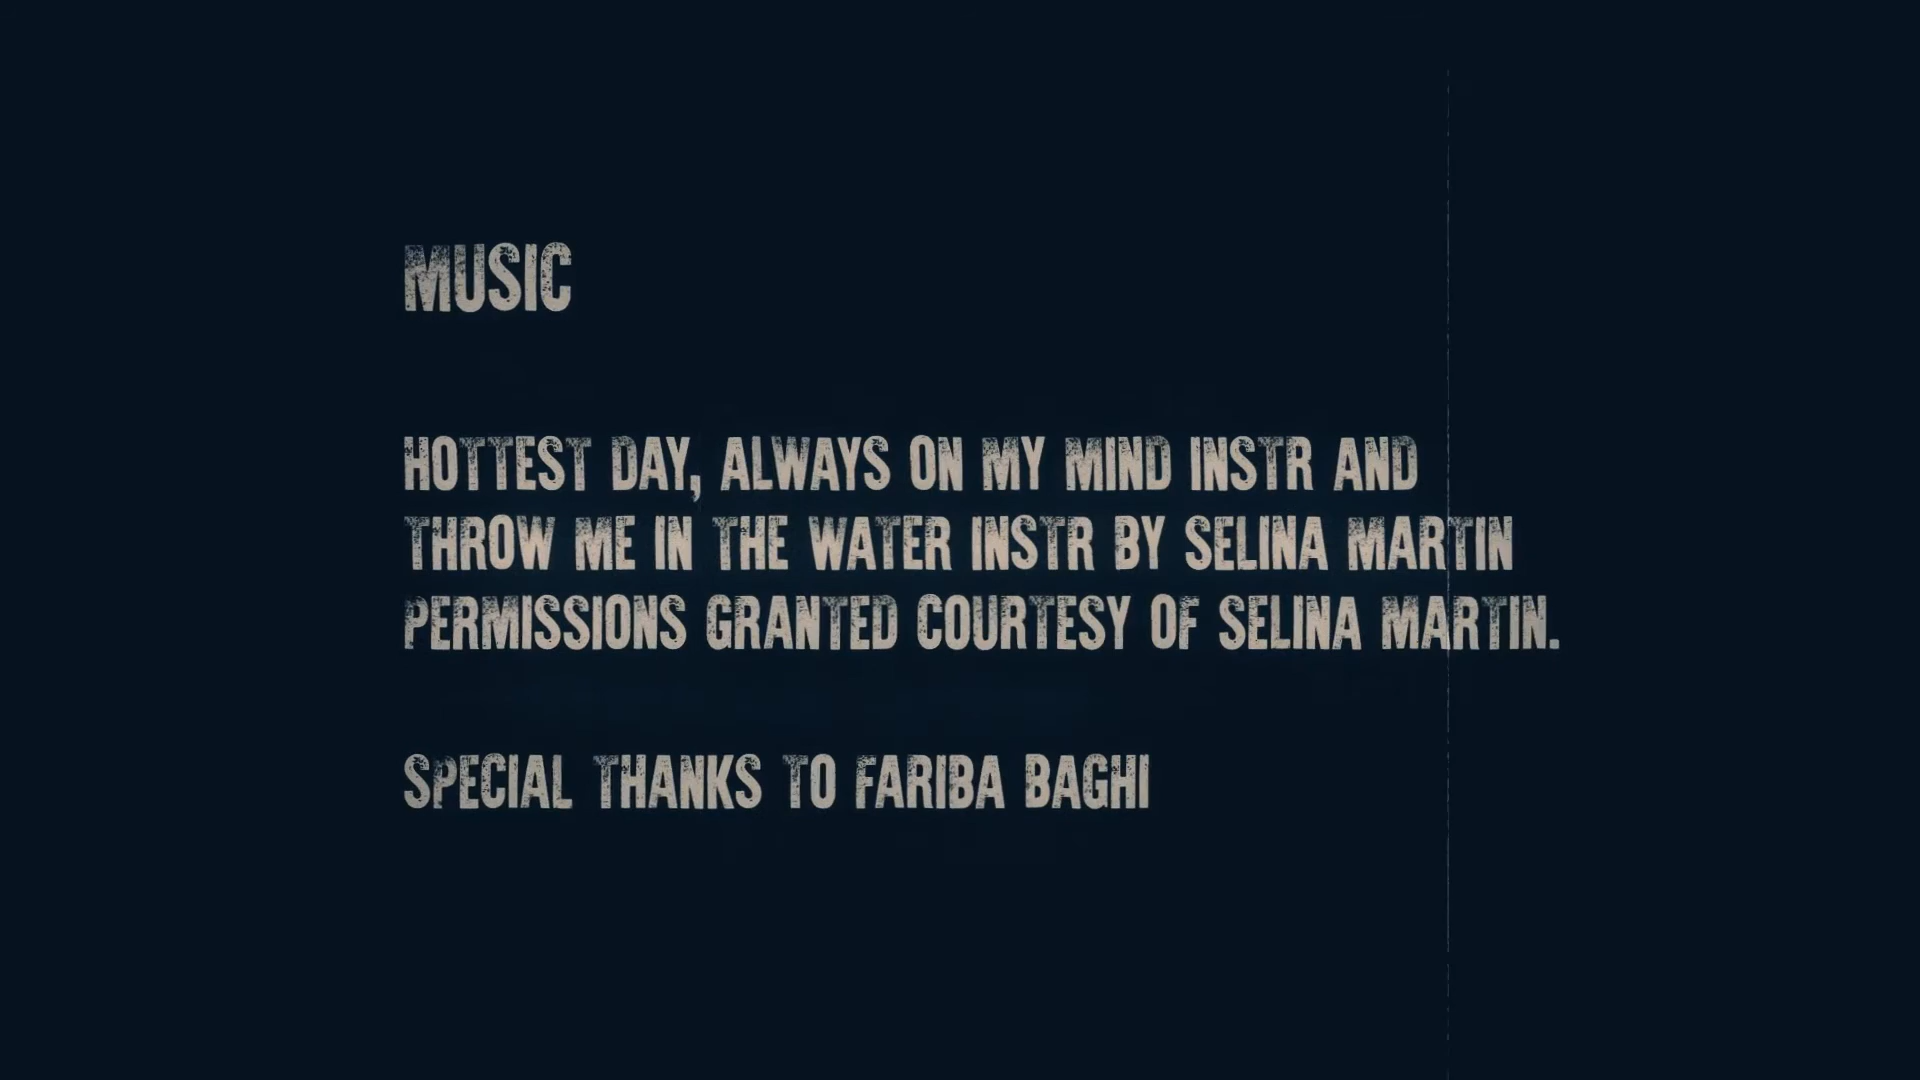 MUSIC
HOTTEST DAY, ALWAYS ON MY MIND INSTR AND
THROW ME IN THE WATER INSTR BY SELINA MARTIN
PERMISSIONS GRANTED COURTESY OF SELINA MARTIN.
SPECIAL THANKS TO FARIBA BAGHI